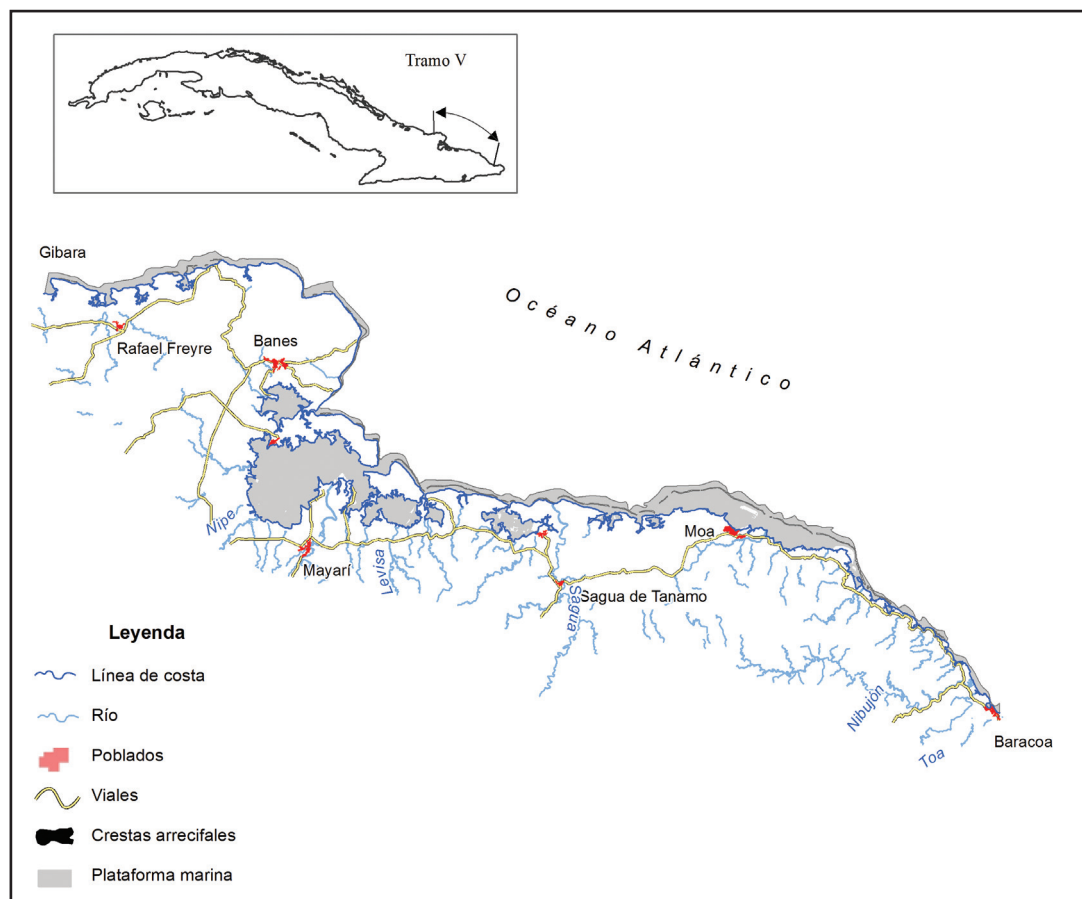 Tramo V
Gibara
Océano Atlántico
Rafael Freyre
Banes
Nipe
Mayarí
Levisa
Moa
Sagua de Tanamo
Sagua
Nibujón
Toa
Baracoa
Leyenda
Línea de costa
Río
Poblados
Viales
Crestas arrecifales
Plataforma marina